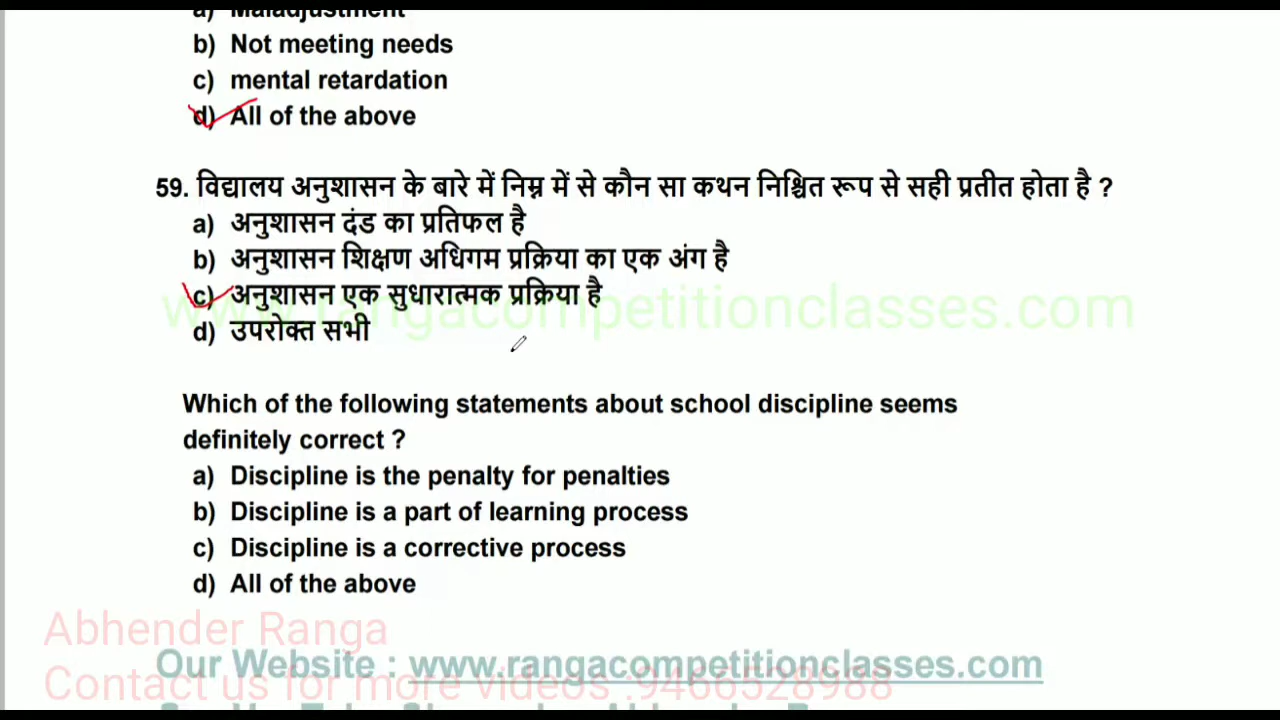 a) Maladjustment
b) Not meeting needs
c) mental retardation
d) All of the above
59. विद्यालय अनुशासन के बारे में निम्न में से कौन सा कथन निश्चित रूप से सही प्रतीत होता है ?
a) अनुशासन दंड का प्रतिफल है
b) अनुशासन शिक्षण अधिगम प्रक्रिया का एक अंग है
c) अनुशासन एक सुधारात्मक प्रक्रिया है
www.rangacompetitionclasses.com
d) उपरोक्त सभी
Which of the following statements about school discipline seems
definitely correct ?
a) Discipline is the penalty for penalties
b) Discipline is a part of learning process
c) Discipline is a corrective process
d) All of the above
Abhender Ranga
Our Website : www.rangacompetitionclasses.com
Contact us for more videos :9466528988